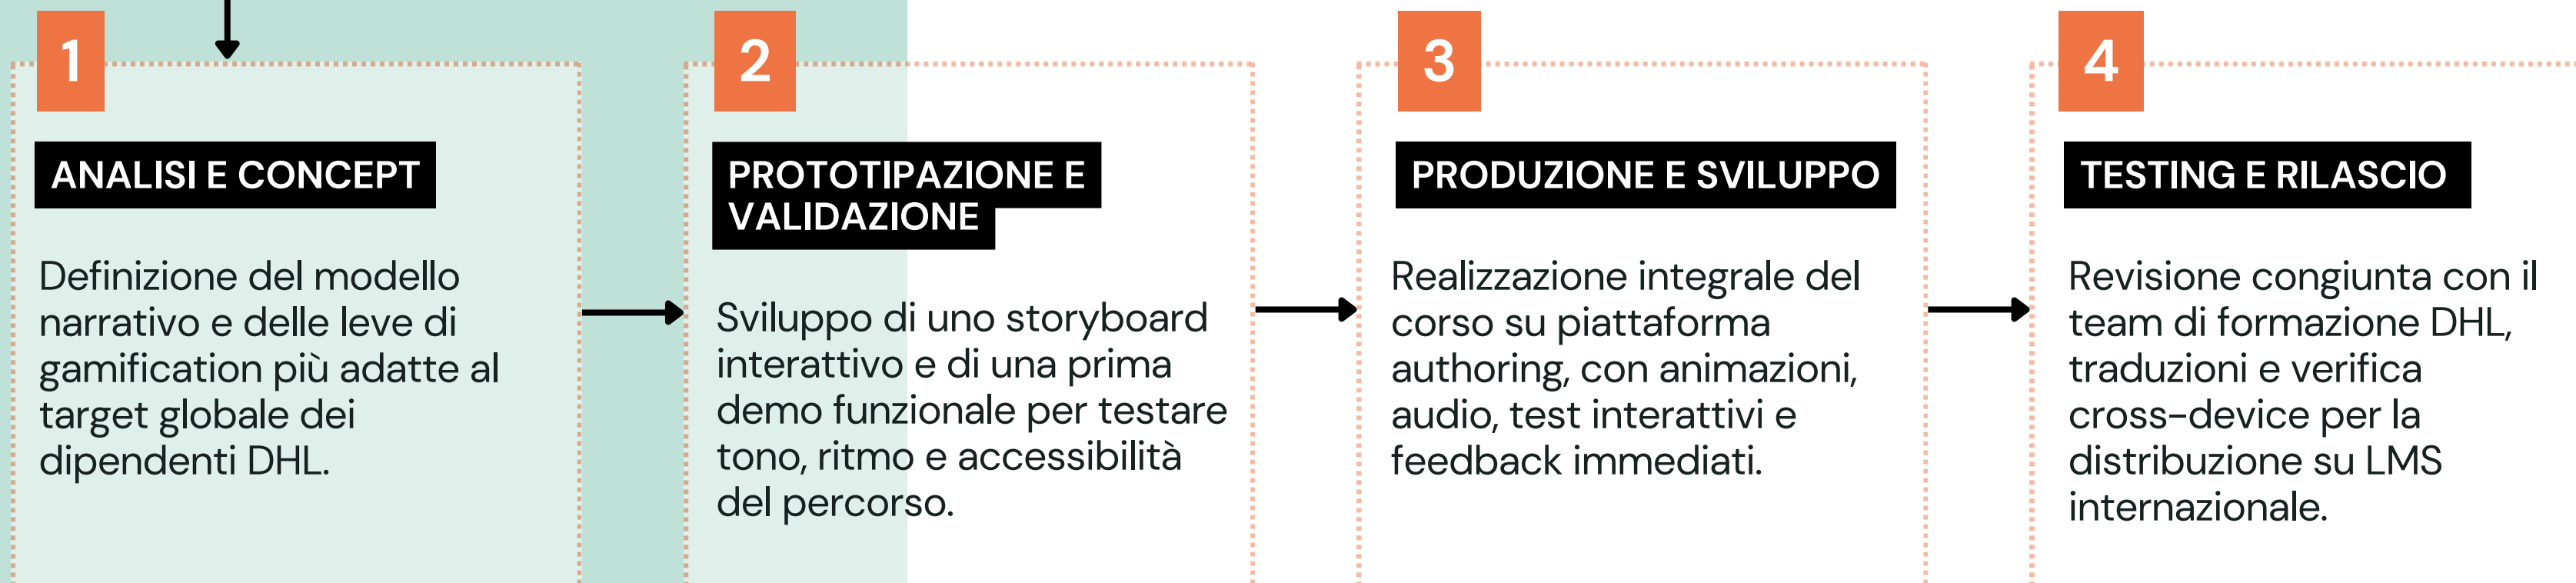 1
ANALISI E CONCEPT
Definizione del modello
narrativo e delle leve di
gamification più adatte al
target globale dei
dipendenti DHL.
2
PROTOTIPAZIONE E
VALIDAZIONE
Sviluppo di uno storyboard
interattivo e di una prima
demo funzionale per testare
tono, ritmo e accessibilità
del percorso.
3
PRODUZIONE E SVILUPPO
Realizzazione integrale del
corso su piattaforma
authoring, con animazioni,
audio, test interattivi e
feedback immediati.
4
TESTING E RILASCIO
Revisione congiunta con il
team di formazione DHL,
traduzioni e verifica
cross-device per la
distribuzione su LMS
internazionale.